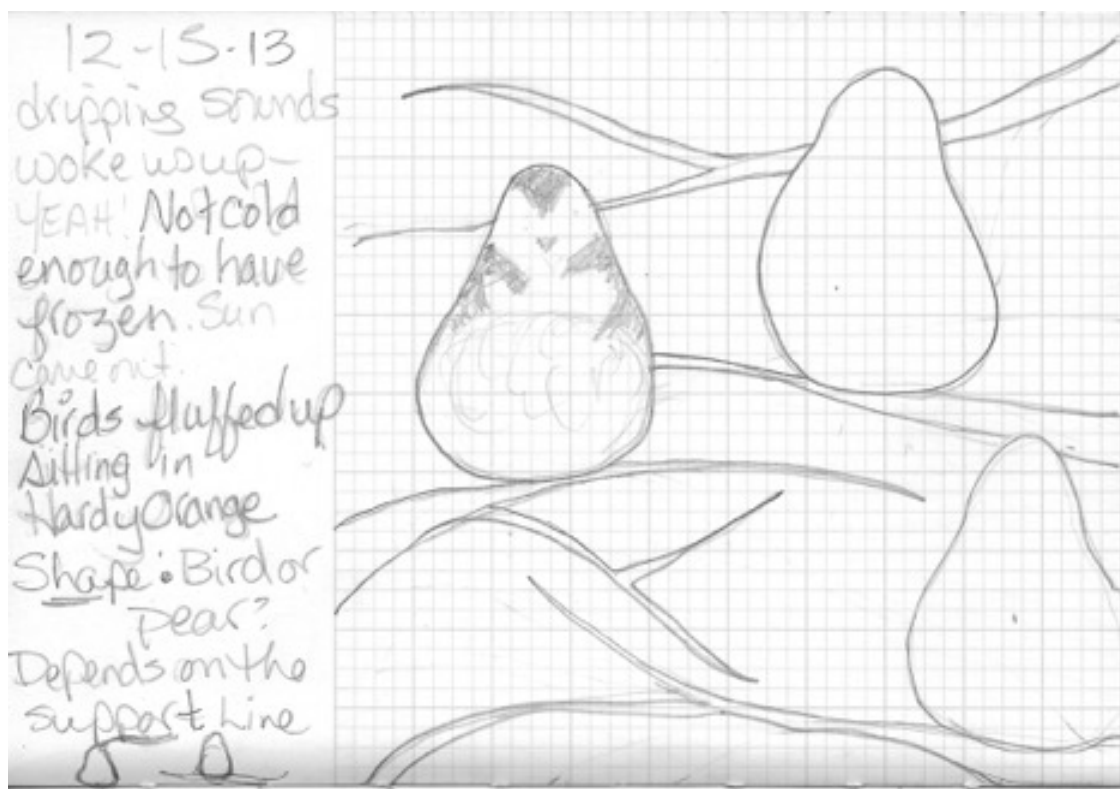 12-15-13
dripping sounds
woke us up-
YEAH! Not cold
enough to have
frozen. Sun
came out.
Birds fluffed up
sitting in
Hardy Orange
Shape: Bird or
pear?
Depends on the
support Line